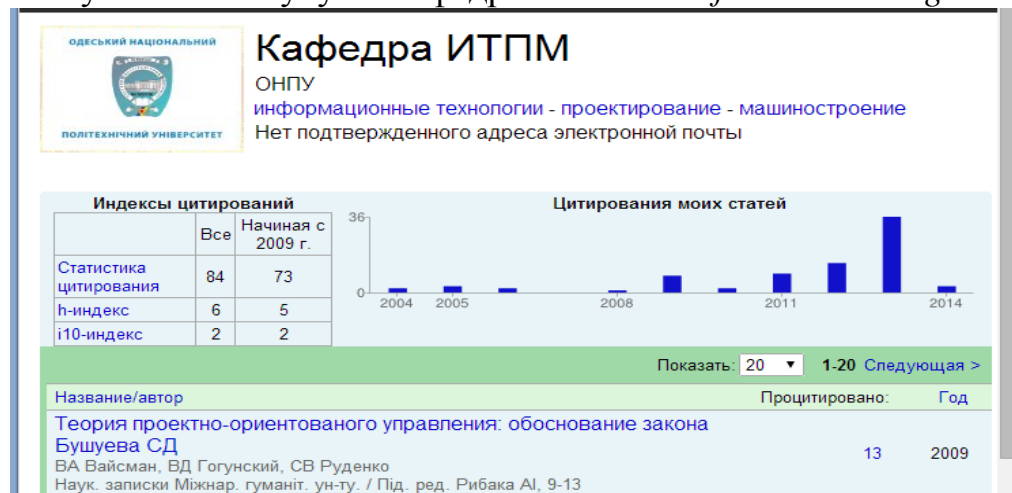 ОДЕСЬКИЙ НАЦІОНАЛЬНИЙ
ПОЛІТЕХНІЧНИЙ УНІВЕРСИТЕТ
Кафедра ИТПМ
ОНПУ
информационные технологии - проектирование - машиностроение
Нет подтвержденного адреса электронной почты
Индексы цитирований
Все Начиная с 2009 г.
Статистика цитирования 84 73
h-индекс 6 5
i10-индекс 2 2
Цитирования моих статей
36
0
2004 2005 2008 2011 2014
Показать: 20 1-20 Следующая >
Название/автор Процитировано: Год
Теория проектно-ориентованого управления: обоснование закона
Бушуева СД 13 2009
ВА Вайсман, ВД Гогунский, СВ Руденко
Наук. записки Міжнар. гуманіт. ун-ту. / Під. ред. Рибака АІ, 9-13